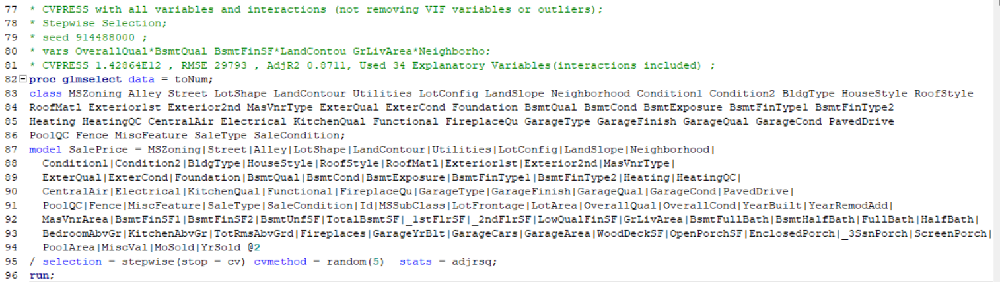 77 * CVPRESS with all variables and interactions (not removing VIF variables or outliers);
78 * Stepwise Selection;
79 * seed 914488000 ;
80 * vars OverallQual*BsmtQual BsmtFinSF*LandContou GrLivArea*Neighborho;
81 * CVPRESS 1.42864E12 , RMSE 29793 , AdjR2 0.8711, Used 34 Explanatory Variables(interactions included) ;
82 proc glmselect data = toNum;
83 class MSZoning Alley Street LotShape LandContour Utilities LotConfig LandSlope Neighborhood Condition1 Condition2 BldgType HouseStyle RoofStyle
84 RoofMatl Exterior1st Exterior2nd MasVnrType ExterQual ExterCond Foundation BsmtQual BsmtCond BsmtExposure BsmtFinType1 BsmtFinType2
85 Heating HeatingQC CentralAir Electrical KitchenQual Functional FireplaceQu GarageType GarageFinish GarageQual GarageCond PavedDrive
86 PoolQC Fence MiscFeature SaleType SaleCondition;
87 model SalePrice = MSZoning|Street|Alley|LotShape|LandContour|Utilities|LotConfig|LandSlope|Neighborhood|
88 Condition1|Condition2|BldgType|HouseStyle|RoofStyle|RoofMatl|Exterior1st|Exterior2nd|MasVnrType|
89 ExterQual|ExterCond|Foundation|BsmtQual|BsmtCond|BsmtExposure|BsmtFinType1|BsmtFinType2|Heating|HeatingQC|
90 CentralAir|Electrical|KitchenQual|Functional|FireplaceQu|GarageType|GarageFinish|GarageQual|GarageCond|PavedDrive|
91 PoolQC|Fence|MiscFeature|SaleType|SaleCondition|Id|MSSubClass|LotFrontage|LotArea|OverallQual|OverallCond|YearBuilt|YearRemodAdd|
92 MasVnrArea|BsmtFinSF1|BsmtFinSF2|BsmtUnfSF|TotalBsmtSF|_1stFlrSF|_2ndFlrSF|LowQualFinSF|GrLivArea|BsmtFullBath|BsmtHalfBath|FullBath|HalfBath|
93 BedroomAbvGr|KitchenAbvGr|TotRmsAbvGrd|Fireplaces|GarageYrBlt|GarageCars|GarageArea|WoodDeckSF|OpenPorchSF|EnclosedPorch|_3SsnPorch|ScreenPorch|
94 PoolArea|MiscVal|MoSold|YrSold @2
95 / selection = stepwise(stop = cv) cvmethod = random(5) stats = adjrsq;
96 run;